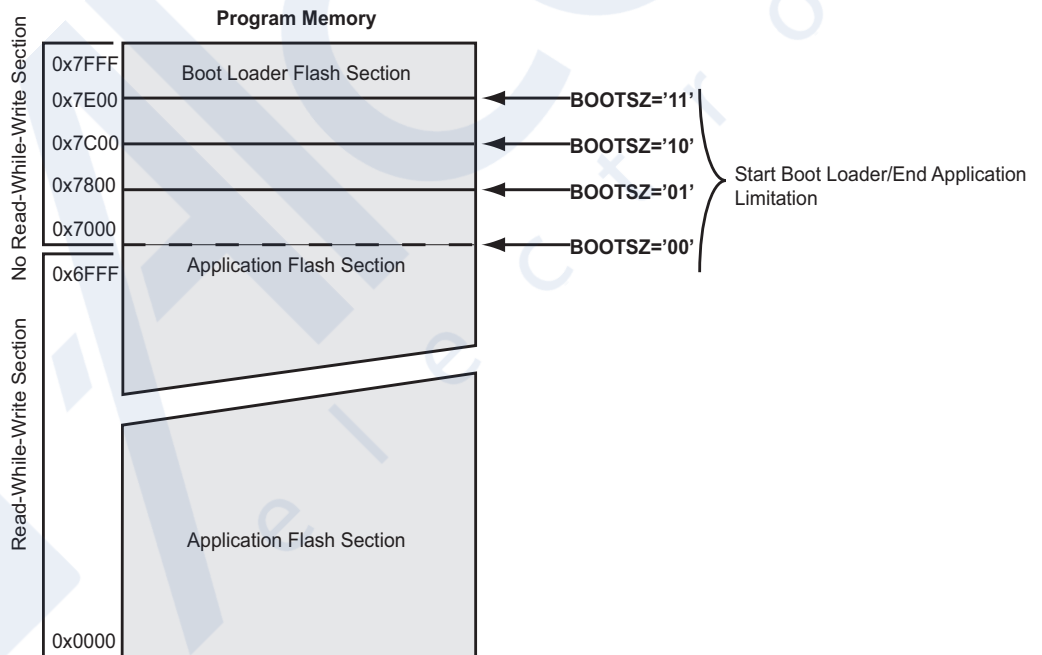 Program Memory
No Read-While-Write Section
0x7FFF
Boot Loader Flash Section
0x7E00
BOOTSZ='11'
0x7C00
BOOTSZ='10'
0x7800
BOOTSZ='01'
Start Boot Loader/End Application
Limitation
0x7000
BOOTSZ='00'
0x6FFF
Application Flash Section
Read-While-Write Section
Application Flash Section
0x0000
e l e c t r o